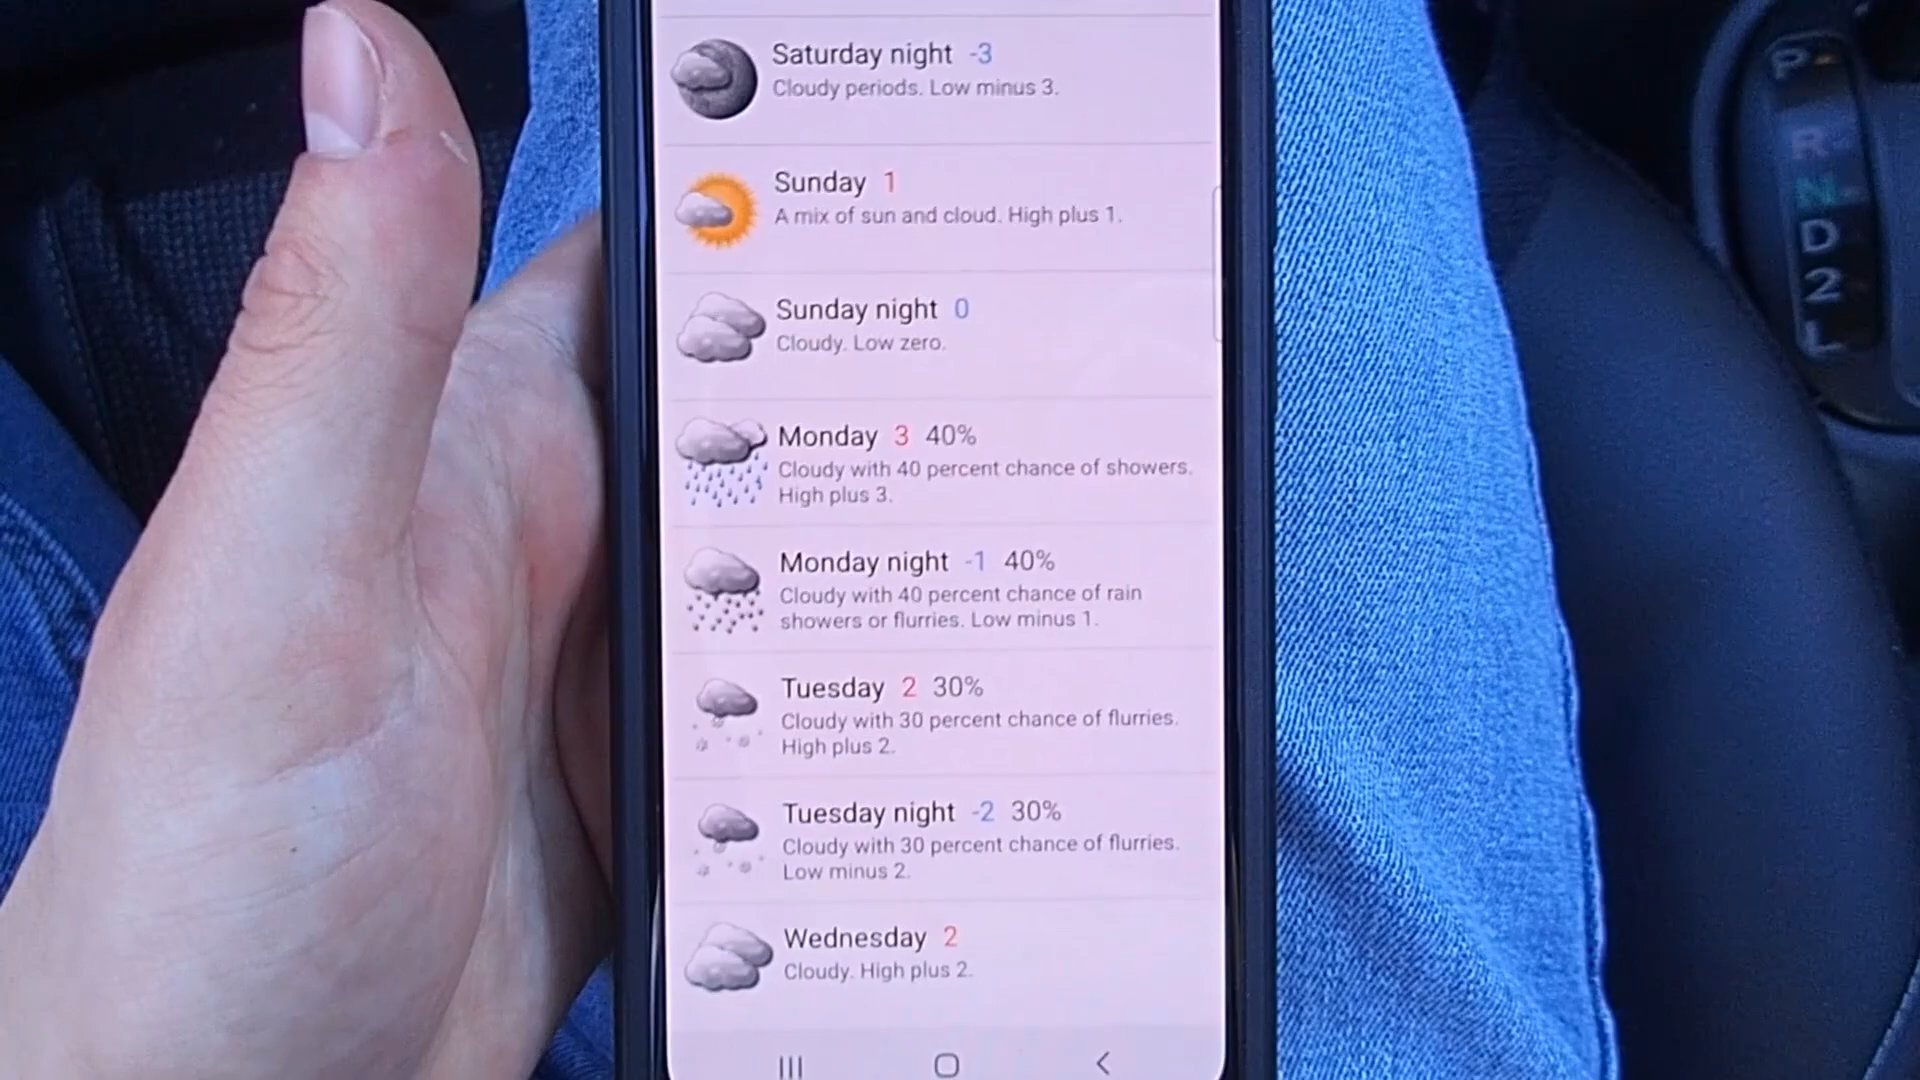 Saturday night -3
Cloudy periods. Low minus 3.
Sunday 1
A mix of sun and cloud. High plus 1.
Sunday night 0
Cloudy. Low zero.
Monday 3 40%
Cloudy with 40 percent chance of showers.
High plus 3.
Monday night -1 40%
Cloudy with 40 percent chance of rain
showers or flurries. Low minus 1.
Tuesday 2 30%
Cloudy with 30 percent chance of flurries.
High plus 2.
Tuesday night -2 30%
Cloudy with 30 percent chance of flurries.
Low minus 2.
Wednesday 2
Cloudy. High plus 2.
P
R
N
D
2
L